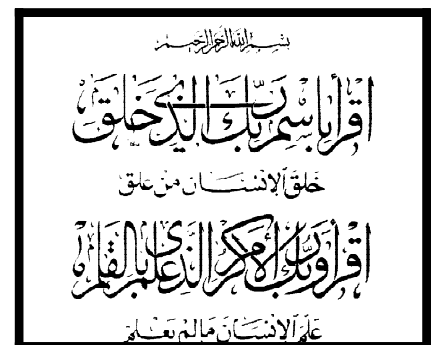 بسم الله الرحمن الرحيم
اقرأ باسم ربك الذي خلق
خلق الإنسان من علق
اقرأ وربك الأكرم الذي علم بالقلم
علم الإنسان ما لم يعلم